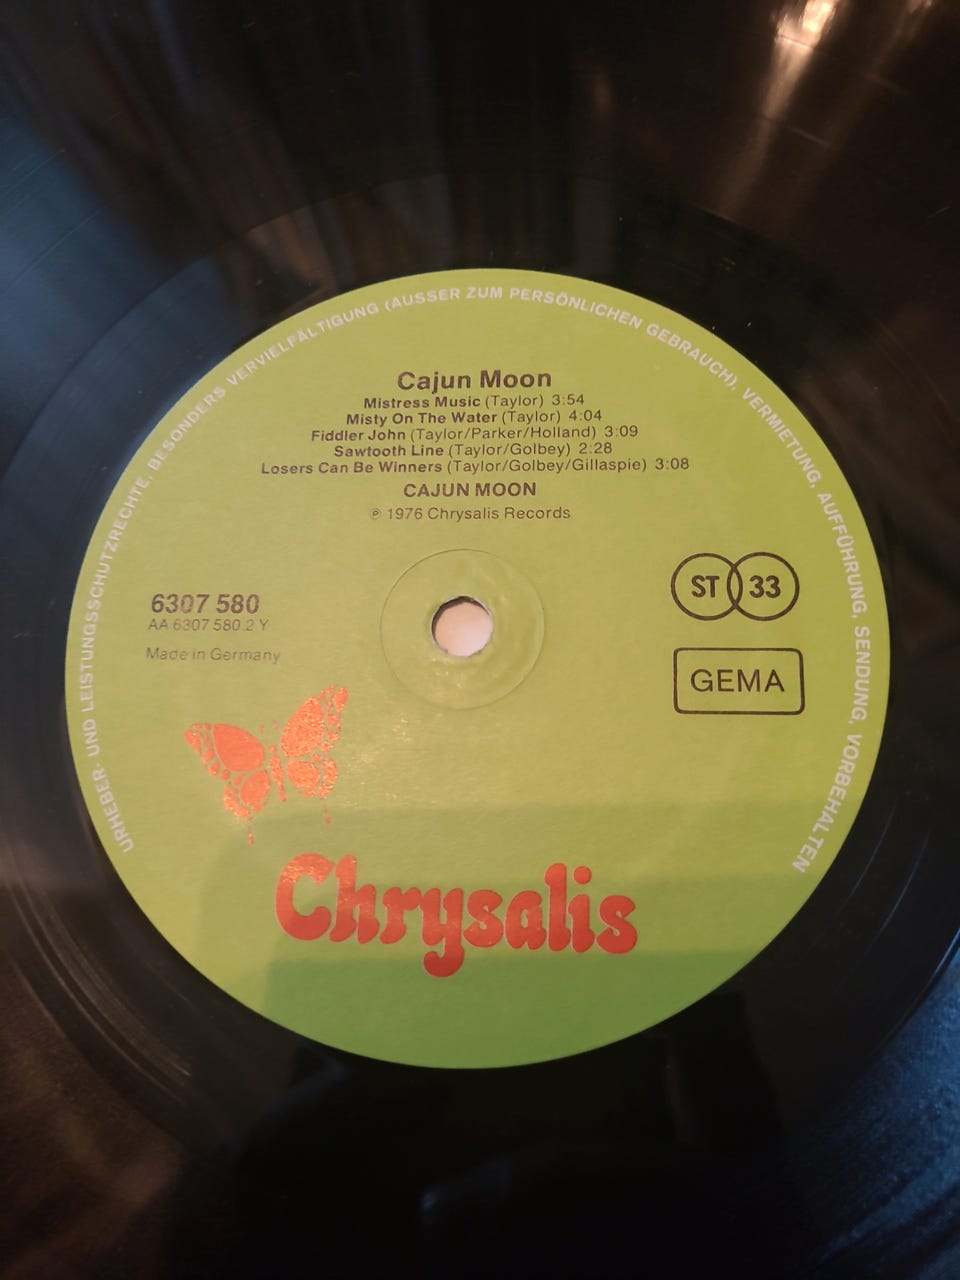 URHEBER- UND LEISTUNGSSCHUTZRECHTE, BESONDERS VERVIELFÄLTIGUNG (AUSSER ZUM PERSÖNLICHEN GEBRAUCH), VERMIETUNG, AUFFÜHRUNG, SENDUNG, VORBEHALTEN
Cajun Moon
Mistress Music (Taylor) 3:54
Misty On The Water (Taylor) 4:04
Fiddler John (Taylor/Parker/Holland) 3:09
Sawtooth Line (Taylor/Golbey) 2:28
Losers Can Be Winners (Taylor/Golbey/Gillaspie) 3:08
CAJUN MOON
℗ 1976 Chrysalis Records
6307 580
AA 6307 580 2 Y
Made in Germany
ST 33
GEMA
Chrysalis